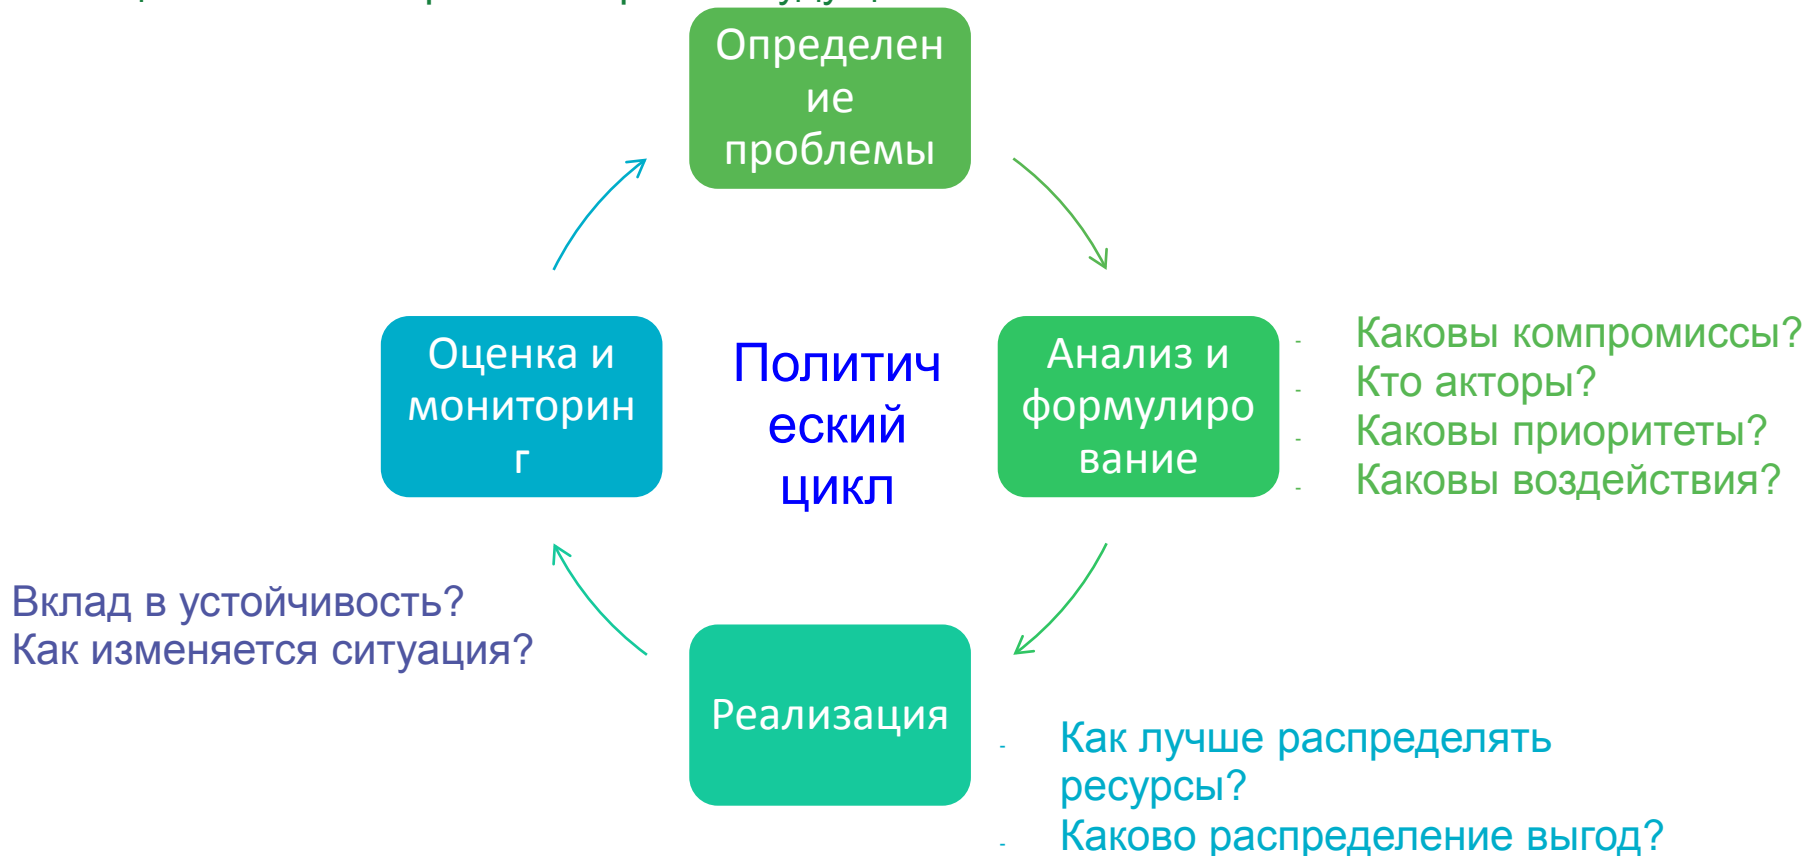 Определен
ие
проблемы
Оценка и
мониторин
г
Политич
еский
цикл
Анализ и
формулиро
вание
- Каковы компромиссы?
- Кто акторы?
- Каковы приоритеты?
- Каковы воздействия?
Вклад в устойчивость?
Как изменяется ситуация?
Реализация
- Как лучше распределять
ресурсы?
- Каково распределение выгод?